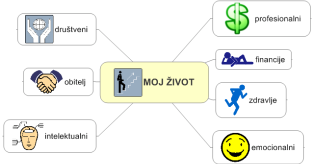 društveni
obitelj
intelektualni
MOJ ŽIVOT
profesionalni
financije
zdravlje
emocionalni